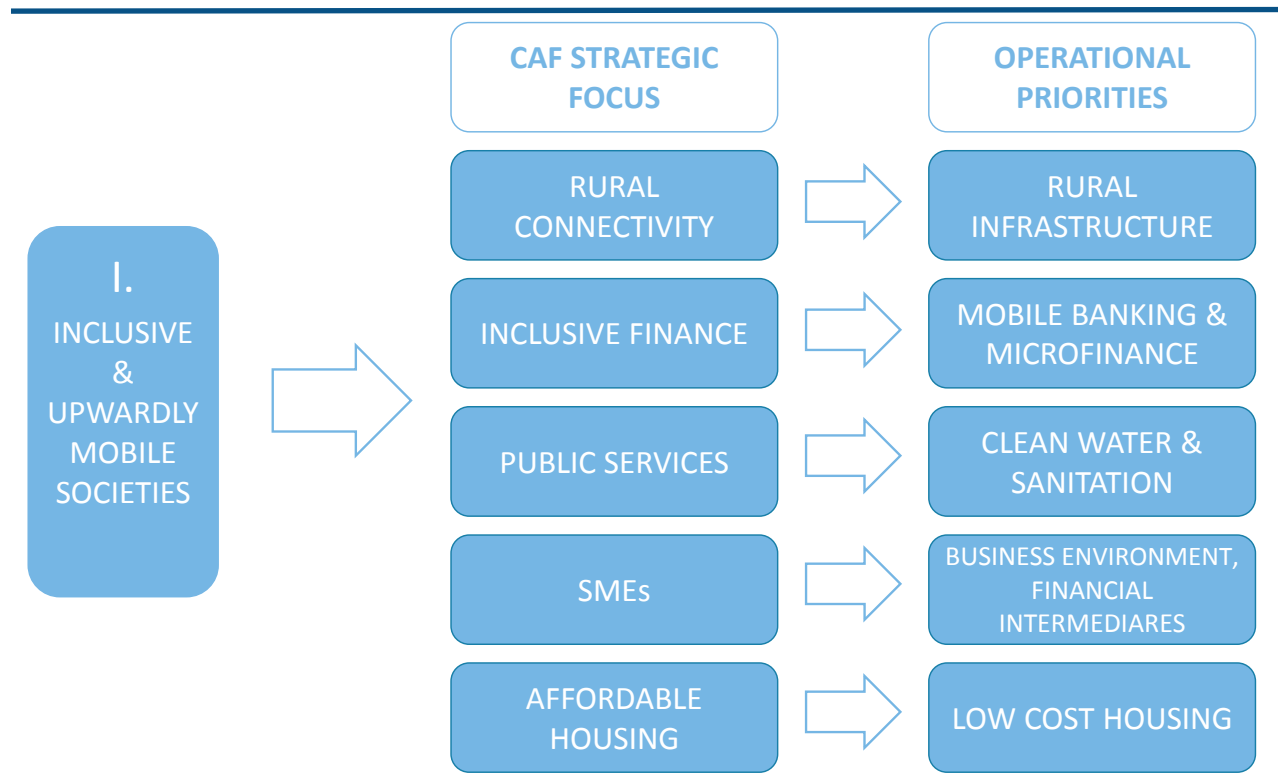 CAF STRATEGIC
FOCUS
OPERATIONAL
PRIORITIES
I.
INCLUSIVE
&
UPWARDLY
MOBILE
SOCIETIES
RURAL
CONNECTIVITY
RURAL
INFRASTRUCTURE
INCLUSIVE FINANCE
MOBILE BANKING &
MICROFINANCE
PUBLIC SERVICES
CLEAN WATER &
SANITATION
SMEs
BUSINESS ENVIRONMENT,
FINANCIAL
INTERMEDIARES
AFFORDABLE
HOUSING
LOW COST HOUSING